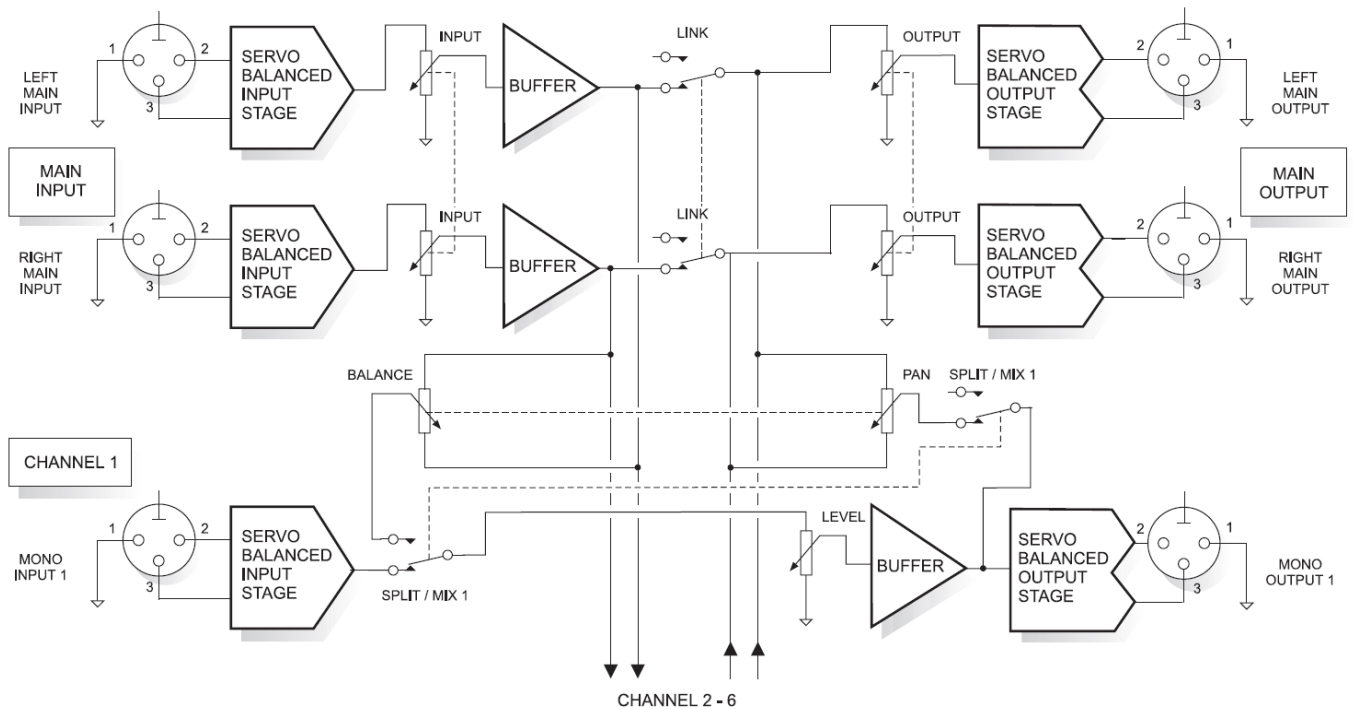 1
2
3
LEFT
MAIN
INPUT
SERVO
BALANCED
INPUT
STAGE
INPUT
BUFFER
LINK
OUTPUT
SERVO
BALANCED
OUTPUT
STAGE
2
1
3
LEFT
MAIN
OUTPUT
MAIN
INPUT
MAIN
OUTPUT
1
2
3
RIGHT
MAIN
INPUT
SERVO
BALANCED
INPUT
STAGE
INPUT
BUFFER
LINK
OUTPUT
SERVO
BALANCED
OUTPUT
STAGE
2
1
3
RIGHT
MAIN
OUTPUT
BALANCE
PAN
SPLIT / MIX 1
CHANNEL 1
1
2
3
MONO
INPUT 1
SERVO
BALANCED
INPUT
STAGE
SPLIT / MIX 1
LEVEL
BUFFER
SERVO
BALANCED
OUTPUT
STAGE
2
1
3
MONO
OUTPUT 1
CHANNEL 2 - 6